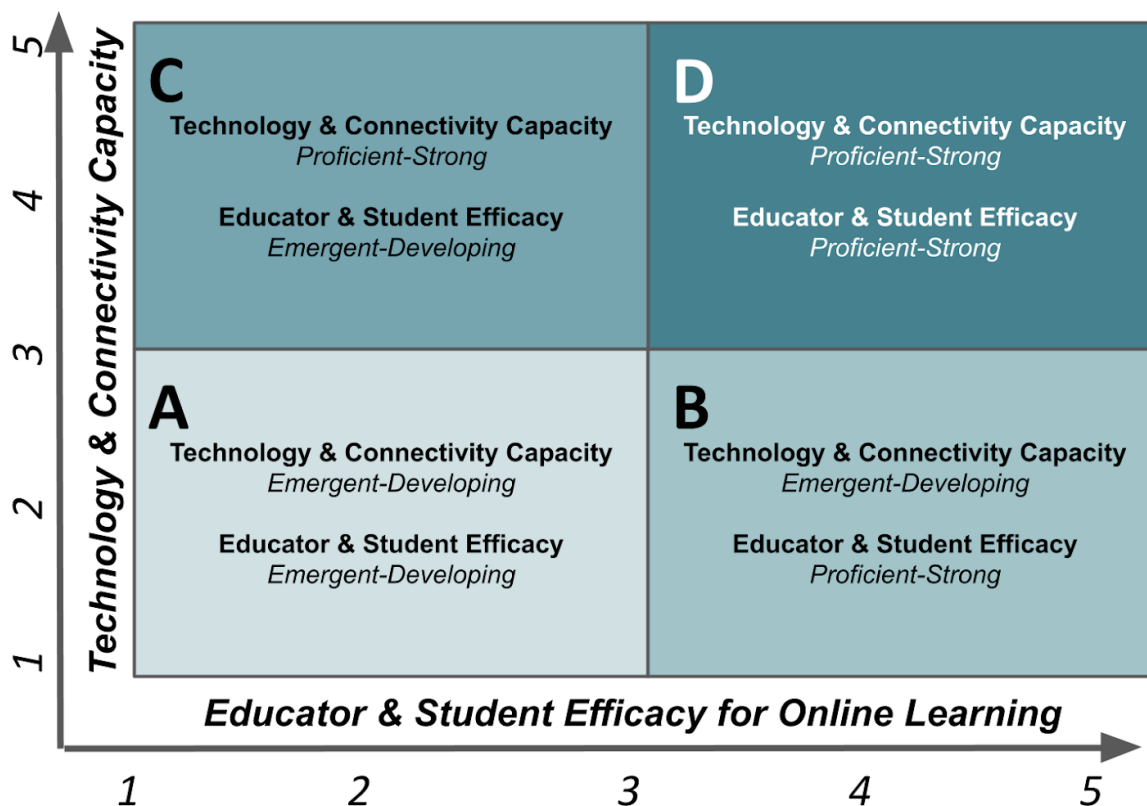 5
4
3
2
1
Technology & Connectivity Capacity
C
Technology & Connectivity Capacity
Proficient-Strong
Educator & Student Efficacy
Emergent-Developing
D
Technology & Connectivity Capacity
Proficient-Strong
Educator & Student Efficacy
Proficient-Strong
A
Technology & Connectivity Capacity
Emergent-Developing
Educator & Student Efficacy
Emergent-Developing
B
Technology & Connectivity Capacity
Emergent-Developing
Educator & Student Efficacy
Proficient-Strong
Educator & Student Efficacy for Online Learning
1 2 3 4 5